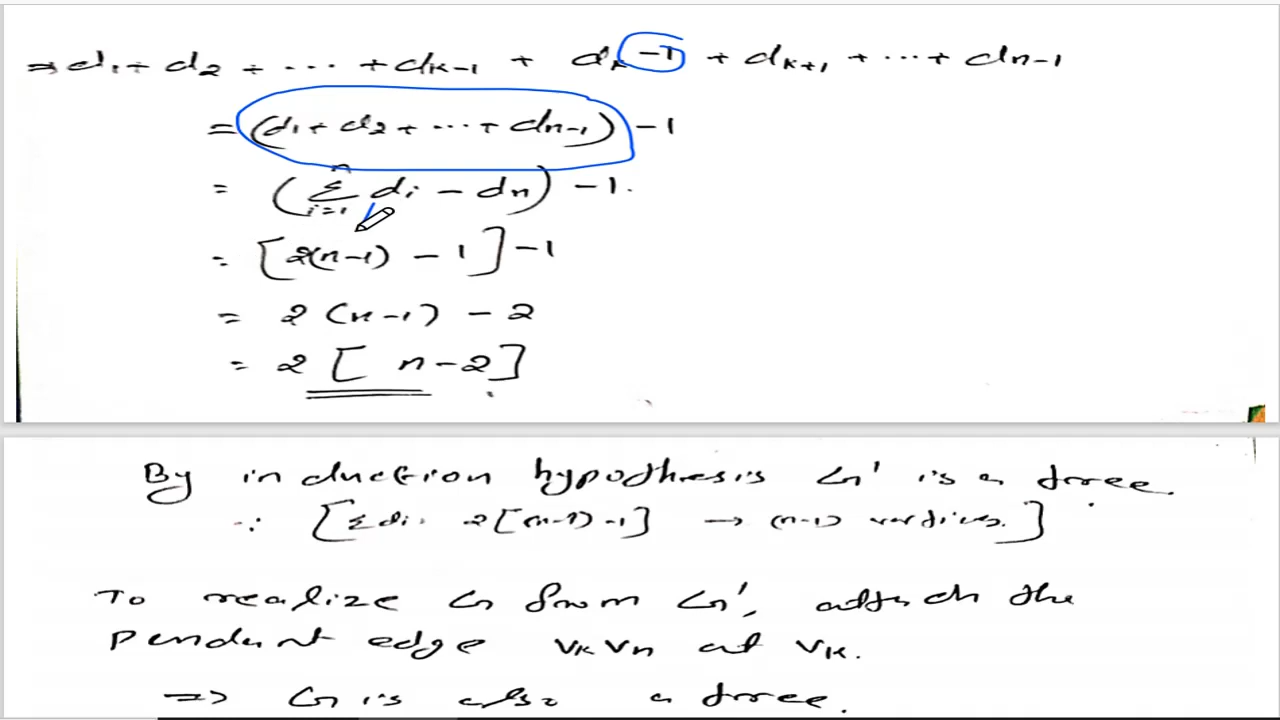 ⇒ d₁ + d₂ + ... + dₖ₋₁ + dₖ -1 + dₖ₊₁ + ... + dₙ₋₁
= (d₁ + d₂ + ... + dₙ₋₁) - 1
= (Σᵢ₌₁ⁿ dᵢ - dₙ) - 1.
= [2(n-1) - 1] - 1
= 2 (n-1) - 2
= 2 [ n-2]
By induction hypothesis G' is a tree.
∵ [Σdᵢ = 2[(n-1)-1] → (n-1) vertices.]
To realize G from G', attach the
pendant edge vₖvₙ at vₖ.
⇒ G is also a tree.